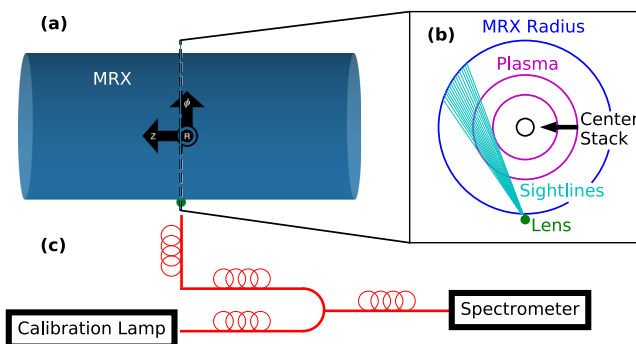 (a)
MRX
ϕ
Z
R
(b)
MRX Radius
Plasma
Center
Stack
Sightlines
Lens
(c)
Calibration Lamp
Spectrometer